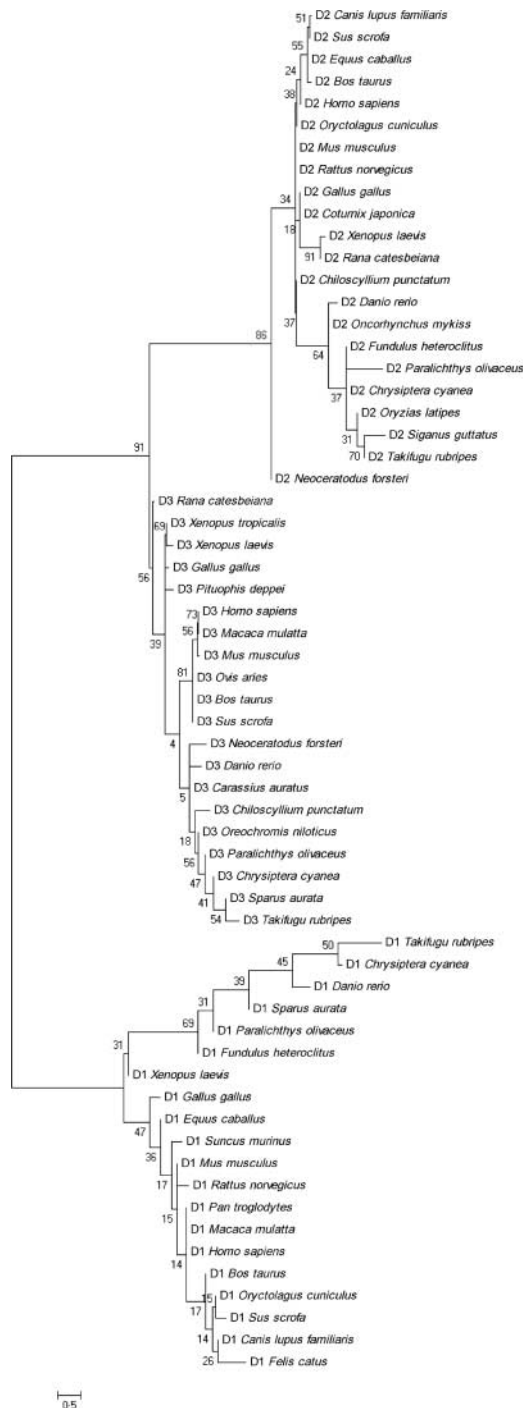 51
D2 Canis lupus familiaris
D2 Sus scrofa
55
D2 Equus caballus
24
D2 Bos taurus
38
D2 Homo sapiens
D2 Oryctolagus cuniculus
D2 Mus musculus
D2 Rattus norvegicus
34
D2 Gallus gallus
18
D2 Coturnix japonica
D2 Xenopus laevis
91
D2 Rana catesbeiana
D2 Chiloscyllium punctatum
D2 Danio rerio
37
D2 Oncorhynchus mykiss
86
D2 Fundulus heteroclitus
64
D2 Paralichthys olivaceus
37
D2 Chrysiptera cyanea
D2 Oryzias latipes
31
D2 Siganus guttatus
91
70
D2 Takifugu rubripes
D2 Neoceratodus forsteri
D3 Rana catesbeiana
69
D3 Xenopus tropicalis
D3 Xenopus laevis
56
D3 Gallus gallus
D3 Pituophis deppei
73
D3 Homo sapiens
56
D3 Macaca mulatta
39
D3 Mus musculus
81
D3 Ovis aries
D3 Bos taurus
D3 Sus scrofa
4
D3 Neoceratodus forsteri
D3 Danio rerio
5
D3 Carassius auratus
D3 Chiloscyllium punctatum
18
D3 Oreochromis niloticus
56
D3 Paralichthys olivaceus
47
D3 Chrysiptera cyanea
41
D3 Sparus aurata
54
D3 Takifugu rubripes
50
D1 Takifugu rubripes
45
D1 Chrysiptera cyanea
39
D1 Danio rerio
31
D1 Sparus aurata
69
D1 Paralichthys olivaceus
31
D1 Fundulus heteroclitus
D1 Xenopus laevis
D1 Gallus gallus
47
D1 Equus caballus
36
D1 Suncus murinus
17
D1 Mus musculus
D1 Rattus norvegicus
15
D1 Pan troglodytes
D1 Macaca mulatta
14
D1 Homo sapiens
D1 Bos taurus
15
D1 Oryctolagus cuniculus
17
D1 Sus scrofa
14
D1 Canis lupus familiaris
26
D1 Felis catus
0.5